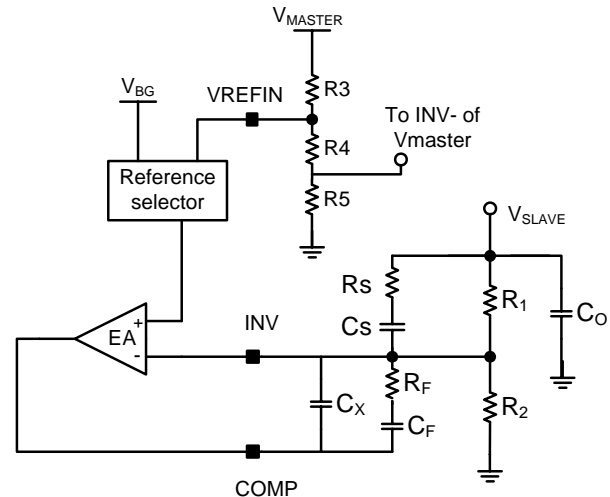 VMASTER
R3
VBG
VREFIN
To INV- of
Vmaster
R4
Reference
selector
R5
VSLAVE
Rs
R1
CO
Cs
INV
+
EA
-
RF
CX
R2
CF
COMP